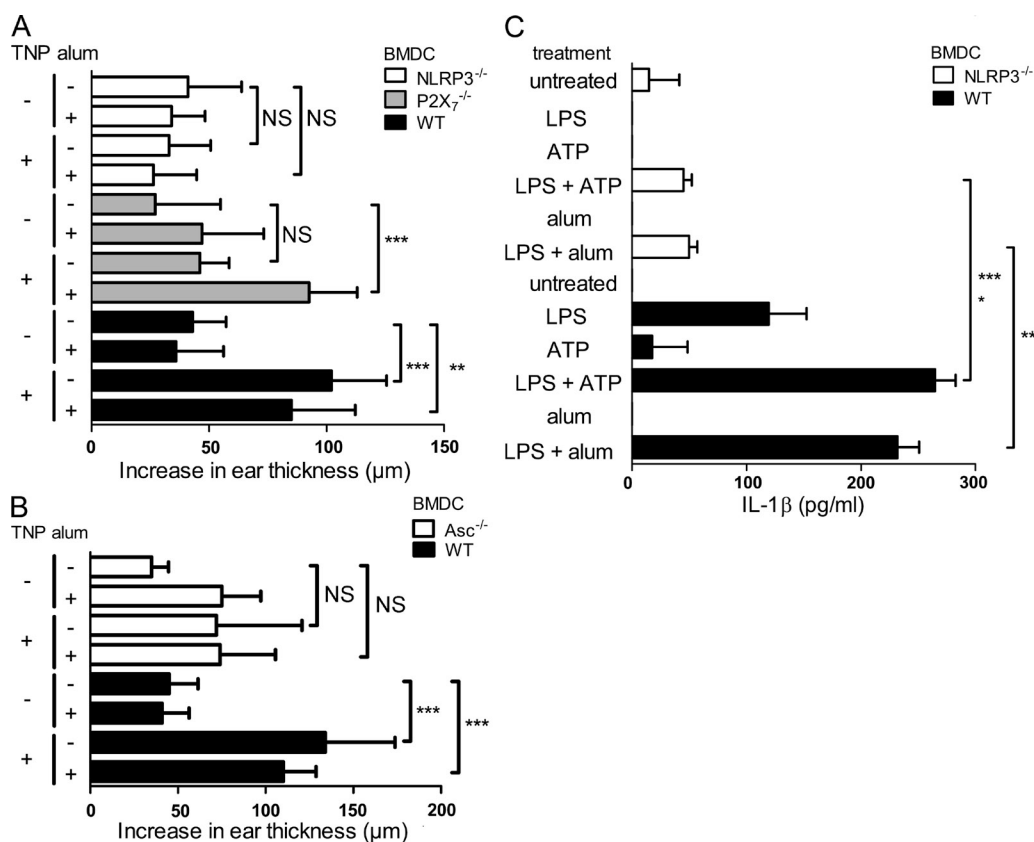 A
TNP alum
BMDC
NLRP3-/-
P2X7-/-
WT
- -
+
+ -
+
- -
+
+ -
+
- -
+
+ -
+
NS
NS
NS
***
***
**
0 50 100 150
Increase in ear thickness (µm)
B
TNP alum
BMDC
Asc-/-
WT
- -
+
+ -
+
- -
+
+ -
+
NS
NS
***
***
0 50 100 150 200
Increase in ear thickness (µm)
C
treatment
BMDC
NLRP3-/-
WT
untreated
LPS
ATP
LPS + ATP
alum
LPS + alum
untreated
LPS
ATP
LPS + ATP
alum
LPS + alum
***
*
**
0 100 200 300
IL-1β (pg/ml)